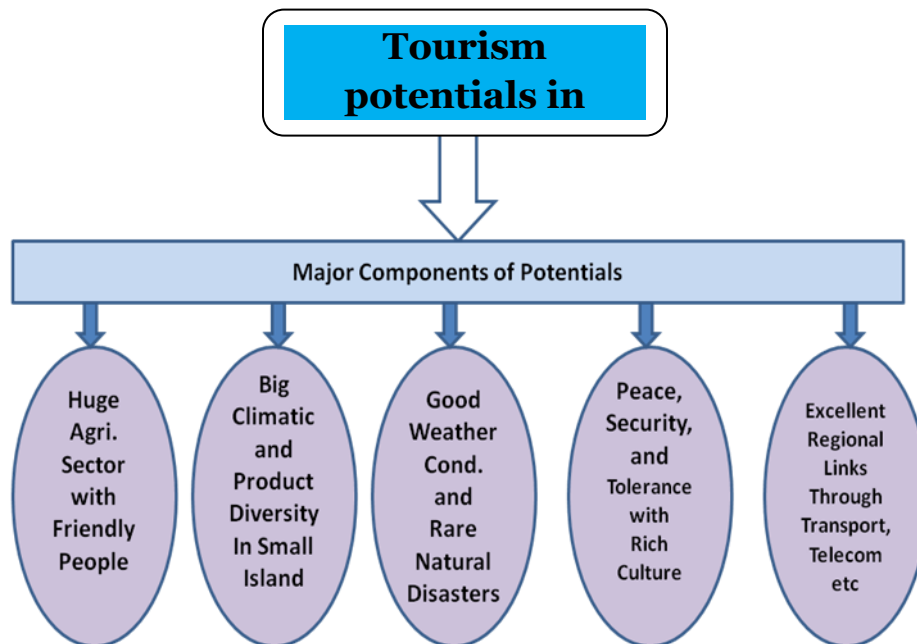 Tourism
potentials in
Major Components of Potentials
Huge
Agri.
Sector
with
Friendly
People
Big
Climatic
and
Product
Diversity
In Small
Island
Good
Weather
Cond.
and
Rare
Natural
Disasters
Peace,
Security,
and
Tolerance
with
Rich
Culture
Excellent
Regional
Links
Through
Transport,
Telecom
etc